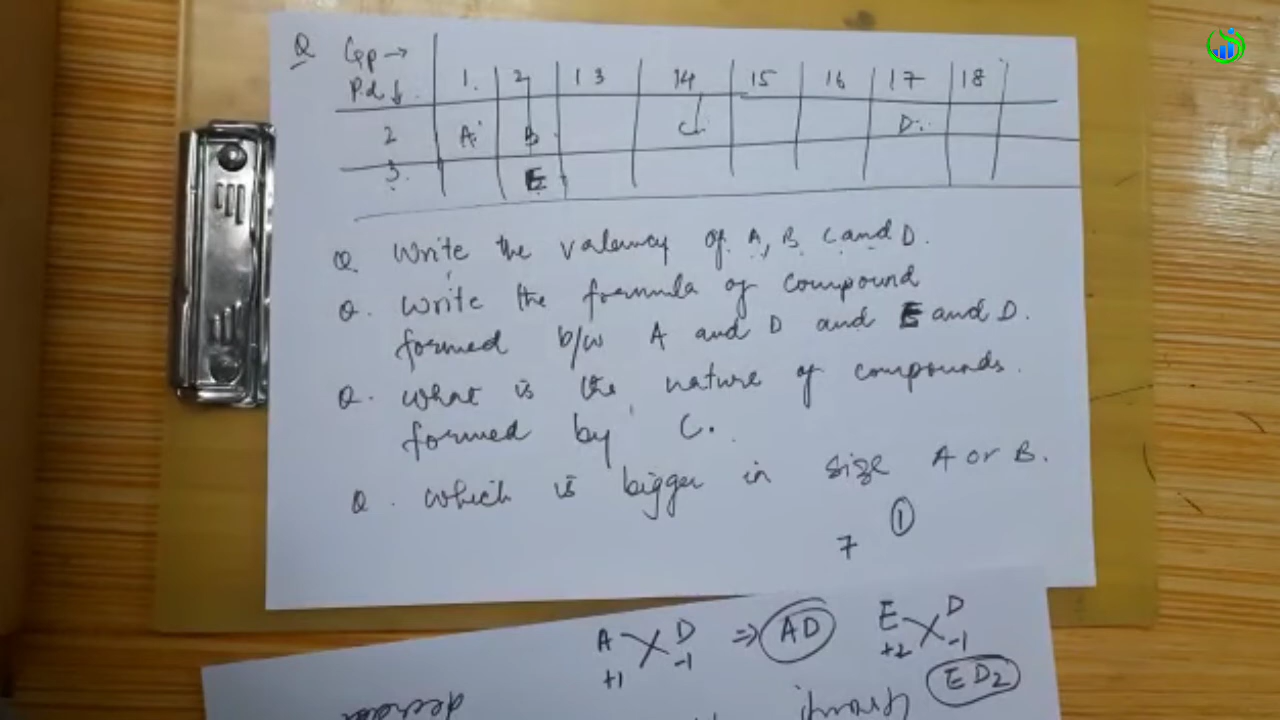 Q Gp →
Pd ↓ 1. 2 13 14 15 16 17 18
2 A B C D
3. E
Q. Write the valency of A, B, C and D.
Q. Write the formula of compound
formed b/w A and D and E and D.
Q. What is the nature of compounds.
formed by C.
Q. Which is bigger in size A or B.
7 ①
A D ⇒ AD E D
+1 -1 +2 -1
ED2